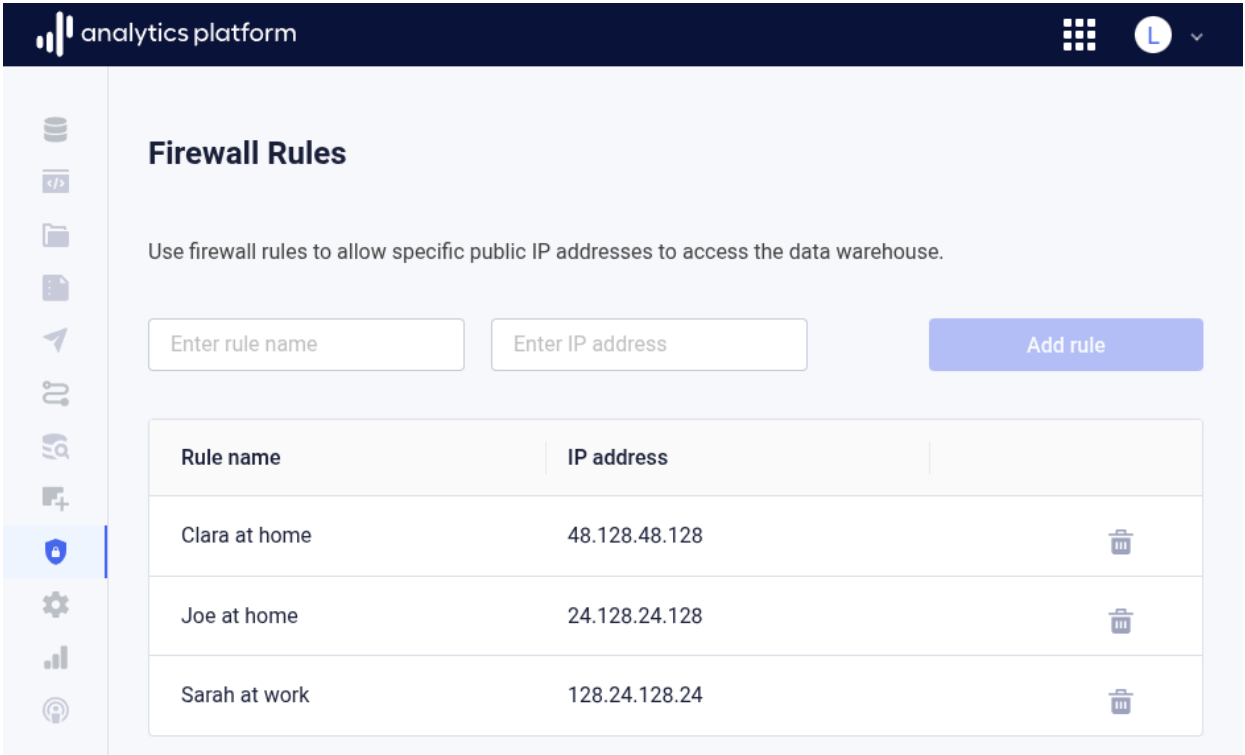 analytics platform
L
Firewall Rules
Use firewall rules to allow specific public IP addresses to access the data warehouse.
Enter rule name
Enter IP address
Add rule
Rule name
IP address
Clara at home
48.128.48.128
Joe at home
24.128.24.128
Sarah at work
128.24.128.24